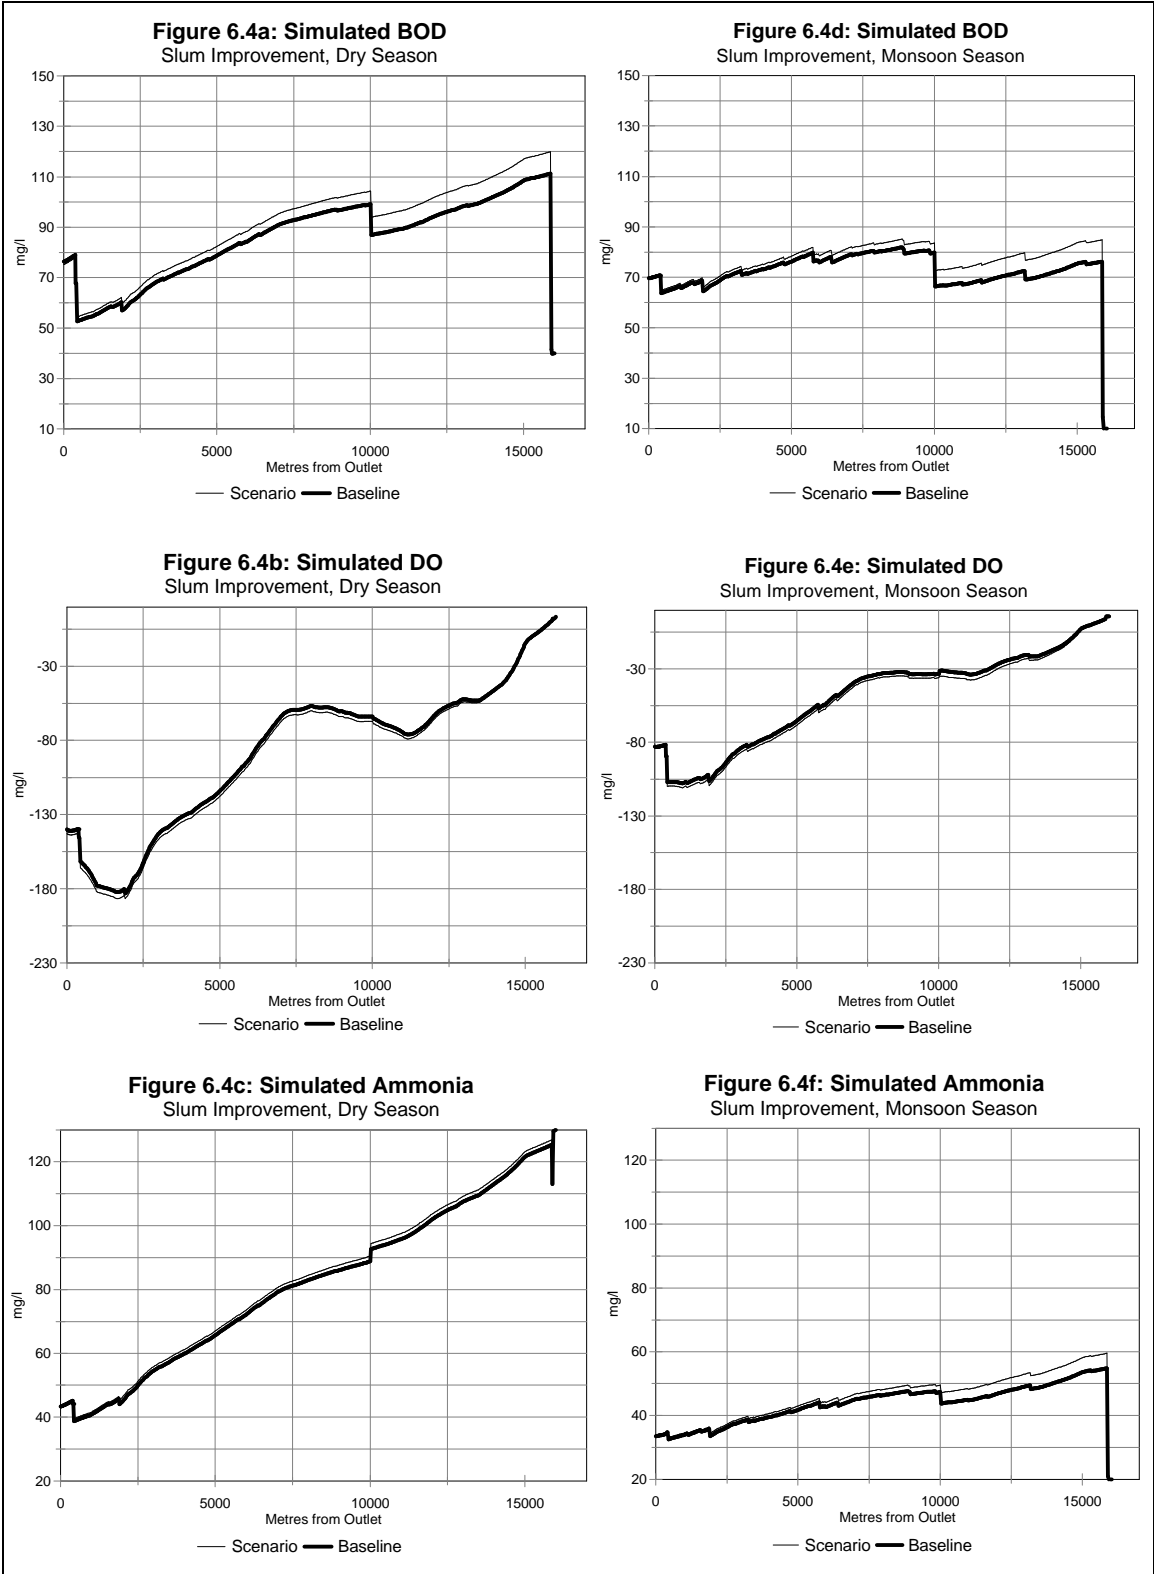 Figure 6.4a: Simulated BOD
Slum Improvement, Dry Season
150
130
110
90
70
50
30
10
mg/l
0 5000 10000 15000
Metres from Outlet
Scenario Baseline
Figure 6.4d: Simulated BOD
Slum Improvement, Monsoon Season
150
130
110
90
70
50
30
10
mg/l
0 5000 10000 15000
Metres from Outlet
Scenario Baseline
Figure 6.4b: Simulated DO
Slum Improvement, Dry Season
-30
-80
-130
-180
-230
mg/l
0 5000 10000 15000
Metres from Outlet
Scenario Baseline
Figure 6.4e: Simulated DO
Slum Improvement, Monsoon Season
-30
-80
-130
-180
-230
mg/l
0 5000 10000 15000
Metres from Outlet
Scenario Baseline
Figure 6.4c: Simulated Ammonia
Slum Improvement, Dry Season
120
100
80
60
40
20
mg/l
0 5000 10000 15000
Metres from Outlet
Scenario Baseline
Figure 6.4f: Simulated Ammonia
Slum Improvement, Monsoon Season
120
100
80
60
40
20
mg/l
0 5000 10000 15000
Metres from Outlet
Scenario Baseline